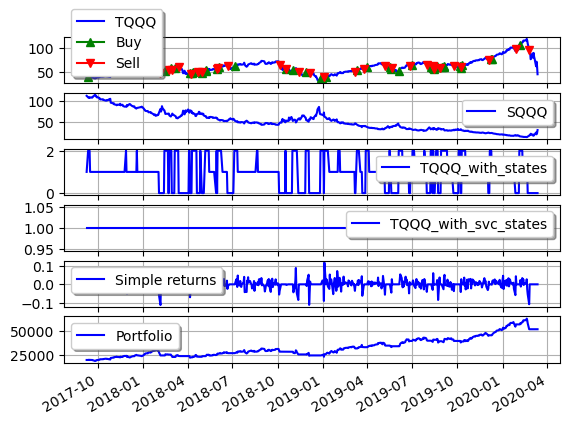 TQQQ
Buy
Sell
100
50
SQQQ
100
50
TQQQ_with_states
2
0
TQQQ_with_svc_states
1.05
1.00
0.95
Simple returns
0.1
0.0
−0.1
Portfolio
50000
25000
2017-10 2018-01 2018-04 2018-07 2018-10 2019-01 2019-04 2019-07 2019-10 2020-01 2020-04